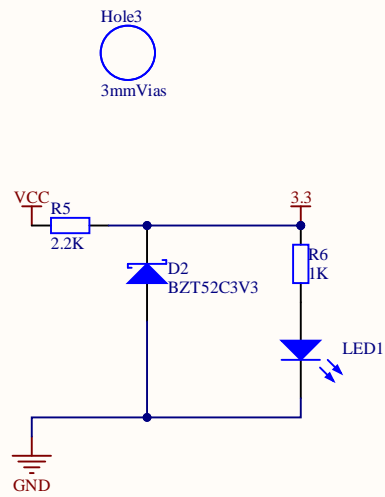 Hole3
3mmVias
VCC
R5
2.2K
3.3
D2
BZT52C3V3
R6
1K
LED1
GND